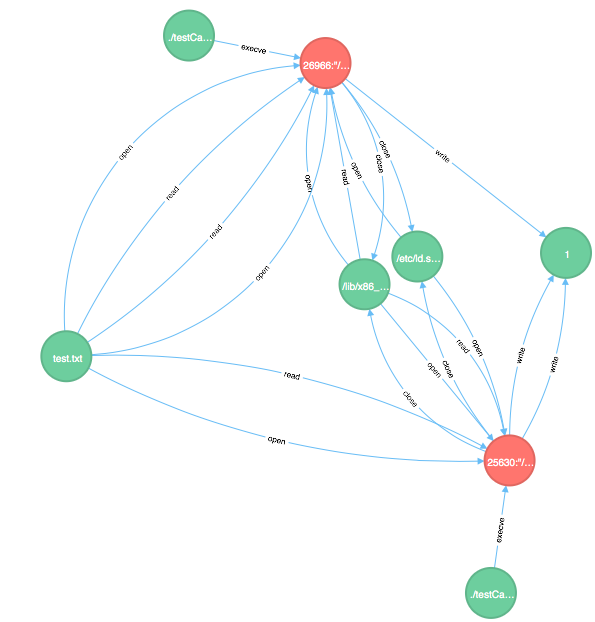 ./testCa…
execve
26966:"/…
open
read
read
open
open
read
open
close
close
write
/etc/ld.s…
1
/lib/x86_…
test.txt
read
open
close
open
close
read
open
write
write
25630:"/…
execve
./testCa…